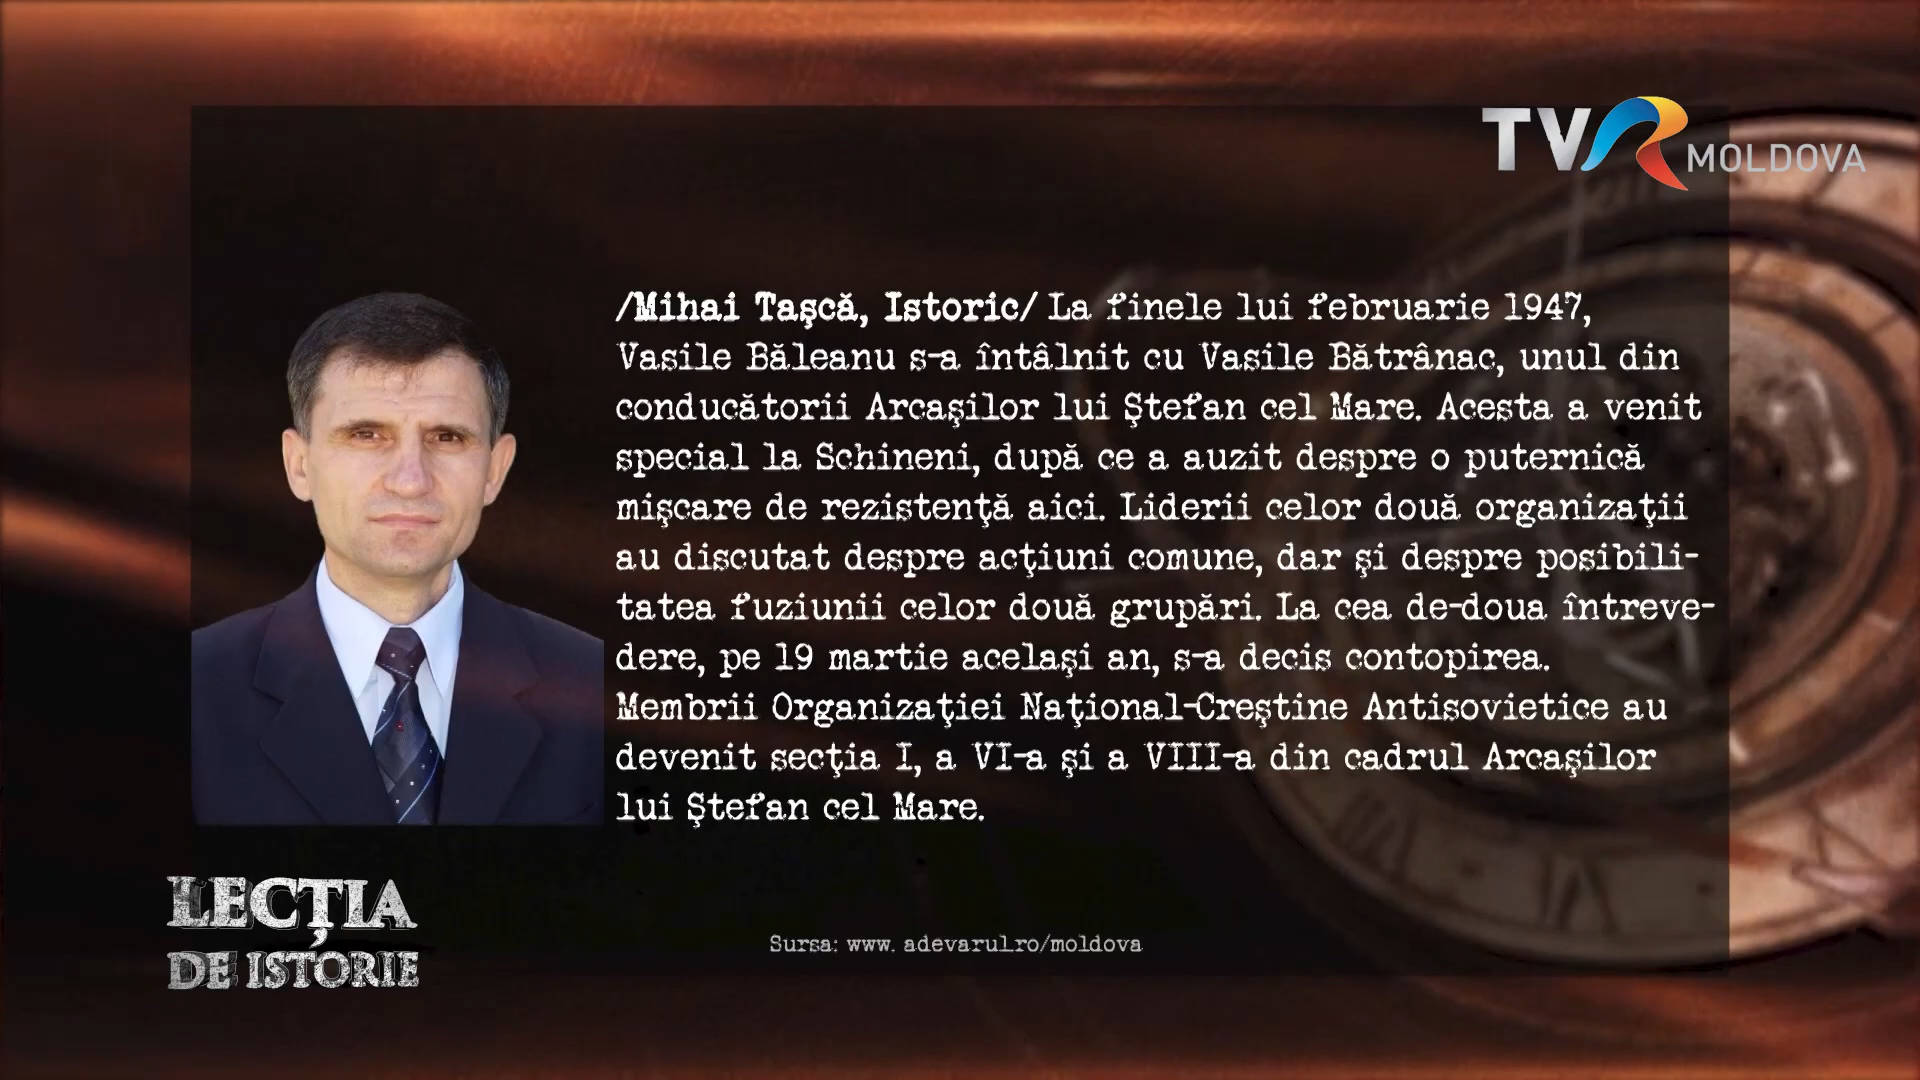 TVR MOLDOVA
/Mihai Taşcă, Istoric/ La finele lui februarie 1947,
Vasile Băleanu s-a întâlnit cu Vasile Bătrânac, unul din
conducătorii Arcaşilor lui Ştefan cel Mare. Acesta a venit
special la Schineni, după ce a auzit despre o puternică
mişcare de rezistenţă aici. Liderii celor două organizaţii
au discutat despre acţiuni comune, dar şi despre posibili-
tatea fuziunii celor două grupări. La cea de-doua întreve-
dere, pe 19 martie acelaşi an, s-a decis contopirea.
Membrii Organizaţiei Naţional-Creştine Antisovietice au
devenit secţia I, a VI-a şi a VIII-a din cadrul Arcaşilor
lui Ştefan cel Mare.
LECȚIA
DE ISTORIE
Sursa: www. adevarul.ro/moldova